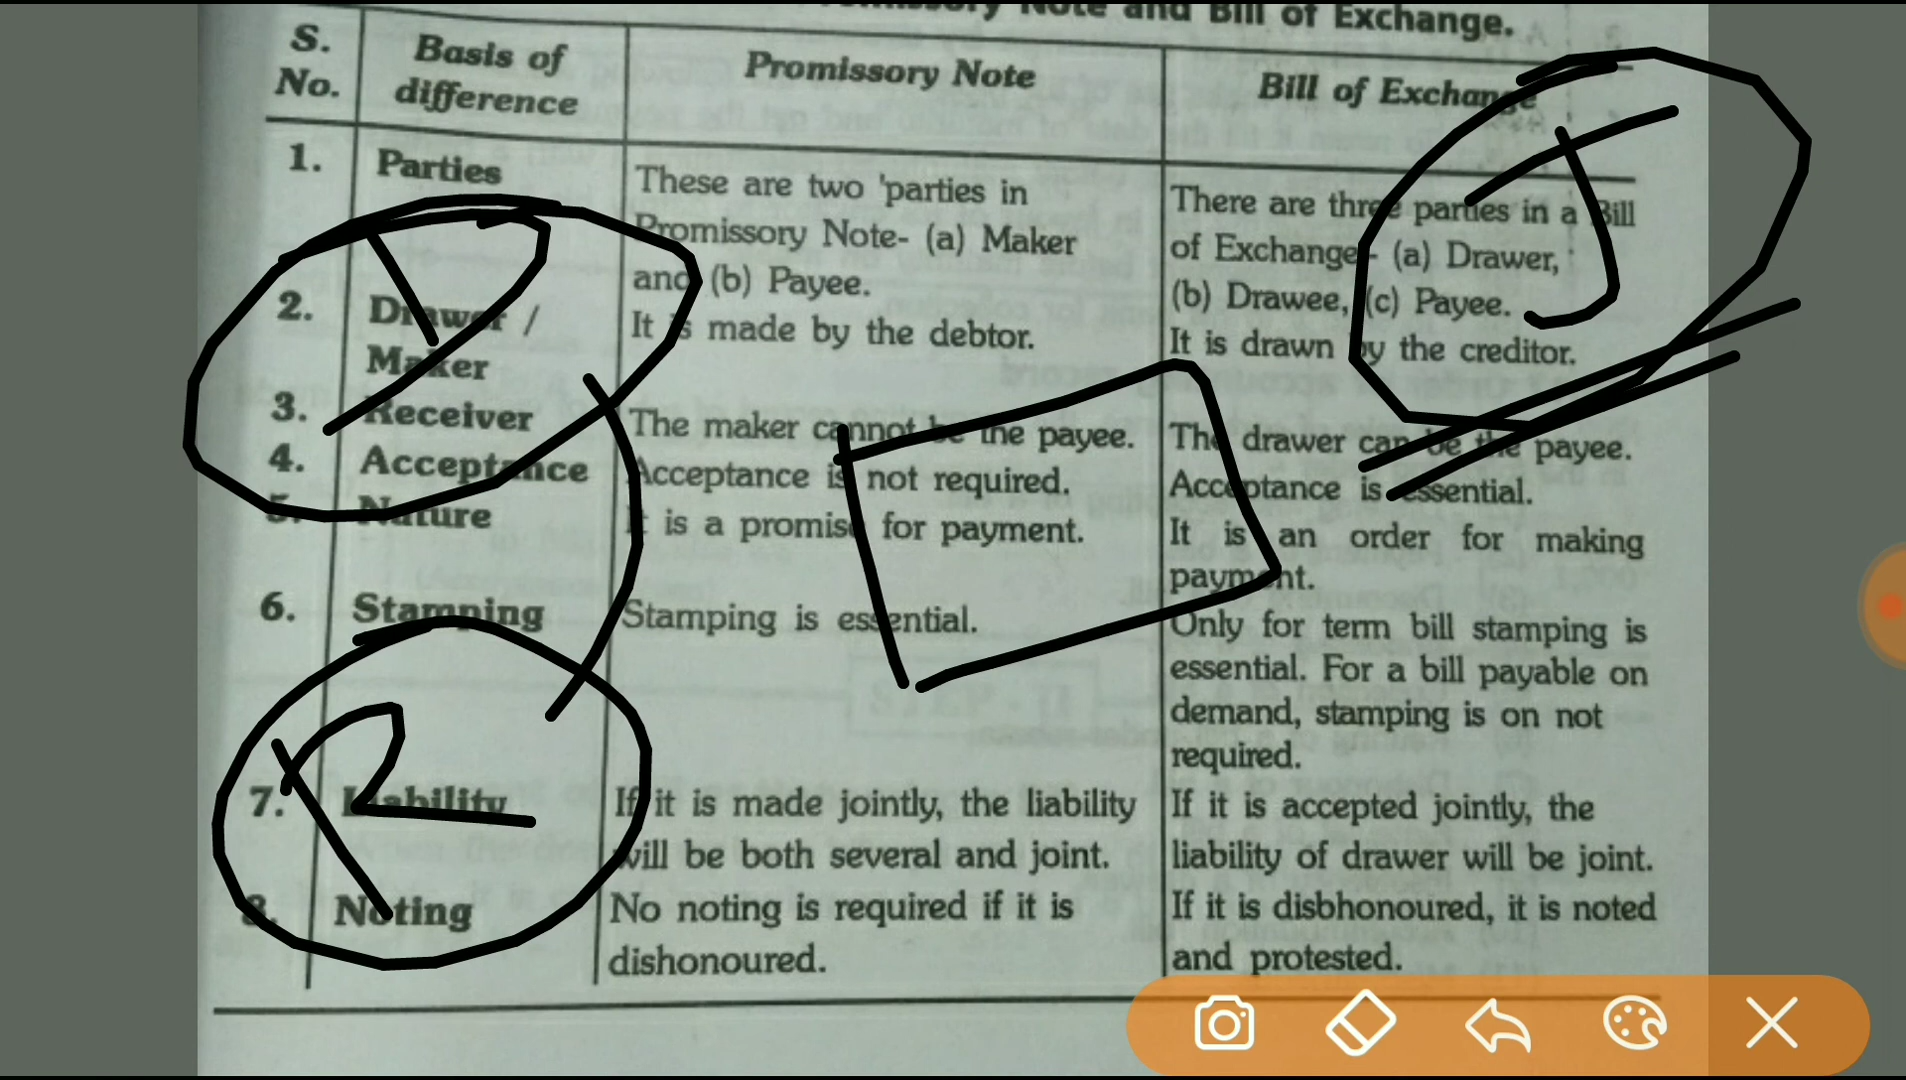 Promissory Note and Bill of Exchange.
S. No. Basis of difference Promissory Note Bill of Exchange
1. Parties These are two 'parties in Promissory Note- (a) Maker and (b) Payee. There are three parties in a Bill of Exchange- (a) Drawer, (b) Drawee, (c) Payee.
2. Drawer / Maker It is made by the debtor. It is drawn by the creditor.
3. Receiver The maker cannot be the payee. The drawer can be the payee.
4. Acceptance Acceptance is not required. Acceptance is essential.
5. Nature It is a promise for payment. It is an order for making payment.
6. Stamping Stamping is essential. Only for term bill stamping is essential. For a bill payable on demand, stamping is on not required.
7. Liability If it is made jointly, the liability will be both several and joint. If it is accepted jointly, the liability of drawer will be joint.
8. Noting No noting is required if it is dishonoured. If it is disbhonoured, it is noted and protested.